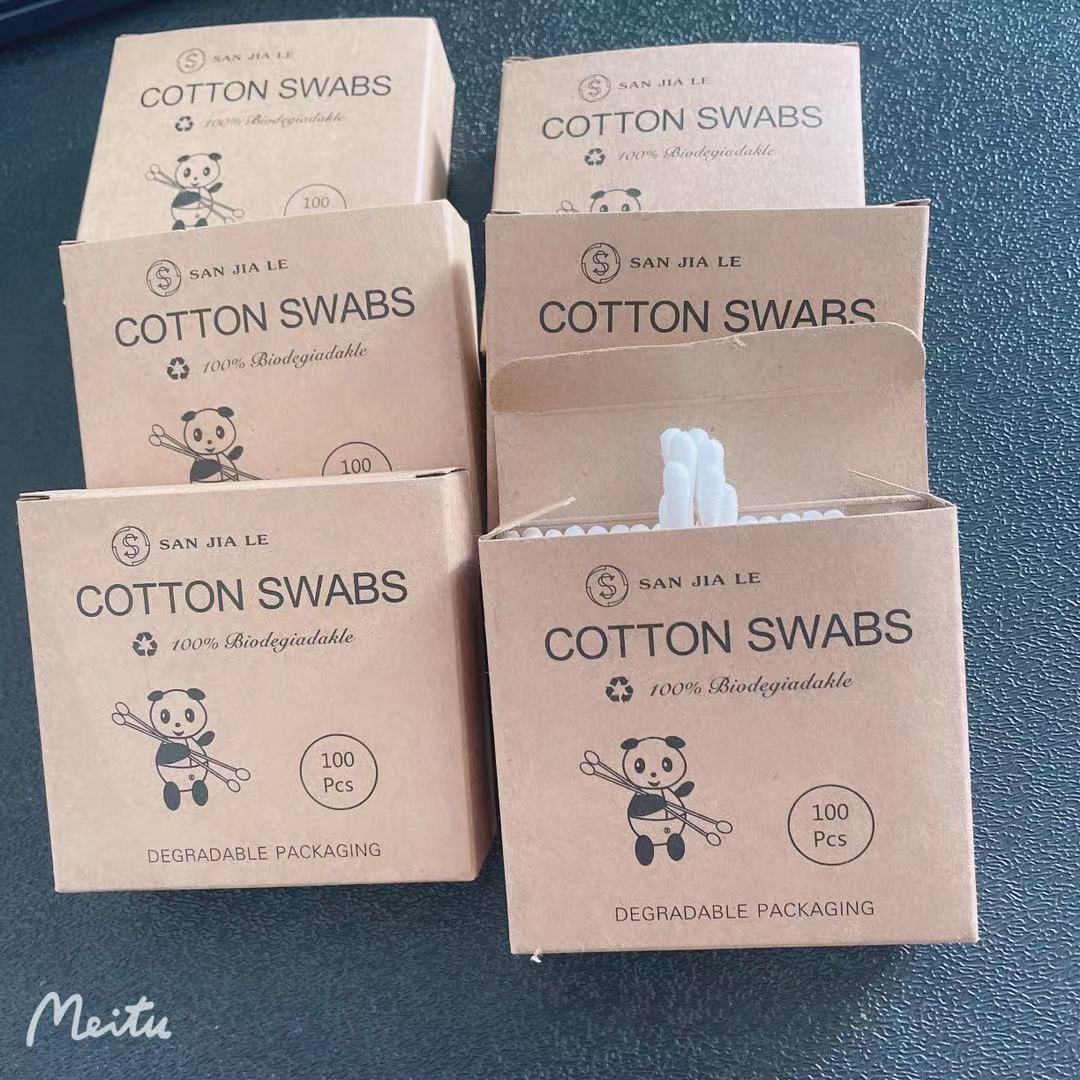 SAN JIA LE
COTTON SWABS
100% Biodegiadakle
100
SAN JIA LE
COTTON SWABS
100% Biodegiadakle
SAN JIA LE
COTTON SWABS
100% Biodegiadakle
100
SAN JIA LE
COTTON SWABS
SAN JIA LE
COTTON SWABS
100% Biodegiadakle
100
Pcs
DEGRADABLE PACKAGING
SAN JIA LE
COTTON SWABS
100% Biodegiadakle
100
Pcs
DEGRADABLE PACKAGING
Meitu